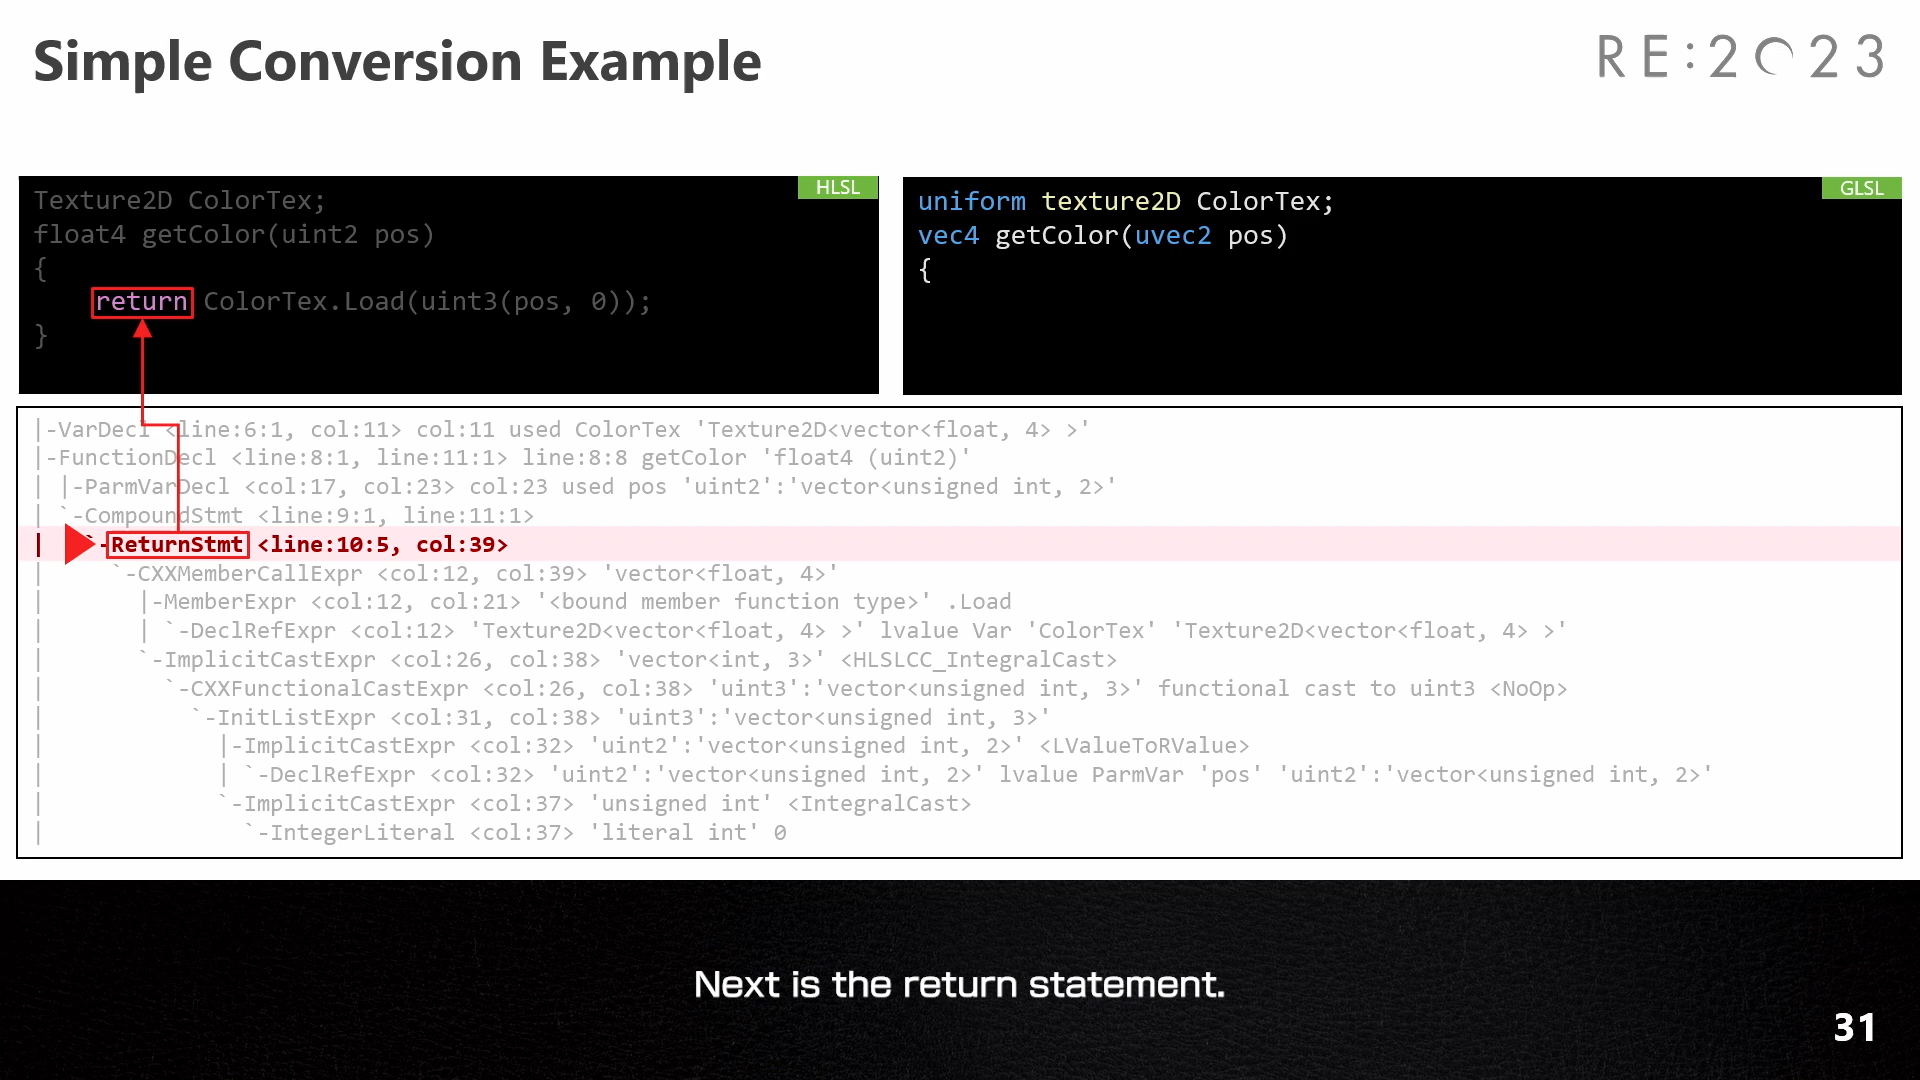 Simple Conversion Example
RE:2023
HLSL
Texture2D ColorTex;
float4 getColor(uint2 pos)
{
    return ColorTex.Load(uint3(pos, 0));
}
GLSL
uniform texture2D ColorTex;
vec4 getColor(uvec2 pos)
{
|-VarDecl <line:6:1, col:11> col:11 used ColorTex 'Texture2D<vector<float, 4> >'
|-FunctionDecl <line:8:1, line:11:1> line:8:8 getColor 'float4 (uint2)'
| |-ParmVarDecl <col:17, col:23> col:23 used pos 'uint2':'vector<unsigned int, 2>'
| `-CompoundStmt <line:9:1, line:11:1>
|   `-ReturnStmt <line:10:5, col:39>
|     `-CXXMemberCallExpr <col:12, col:39> 'vector<float, 4>'
|       |-MemberExpr <col:12, col:21> '<bound member function type>' .Load
|       | `-DeclRefExpr <col:12> 'Texture2D<vector<float, 4> >' lvalue Var 'ColorTex' 'Texture2D<vector<float, 4> >'
|       `-ImplicitCastExpr <col:26, col:38> 'vector<int, 3>' <HLSLCC_IntegralCast>
|         `-CXXFunctionalCastExpr <col:26, col:38> 'uint3':'vector<unsigned int, 3>' functional cast to uint3 <NoOp>
|           `-InitListExpr <col:31, col:38> 'uint3':'vector<unsigned int, 3>'
|             |-ImplicitCastExpr <col:32> 'uint2':'vector<unsigned int, 2>' <LValueToRValue>
|             | `-DeclRefExpr <col:32> 'uint2':'vector<unsigned int, 2>' lvalue ParmVar 'pos' 'uint2':'vector<unsigned int, 2>'
|             `-ImplicitCastExpr <col:37> 'unsigned int' <IntegralCast>
|               `-IntegerLiteral <col:37> 'literal int' 0
Next is the return statement.
31